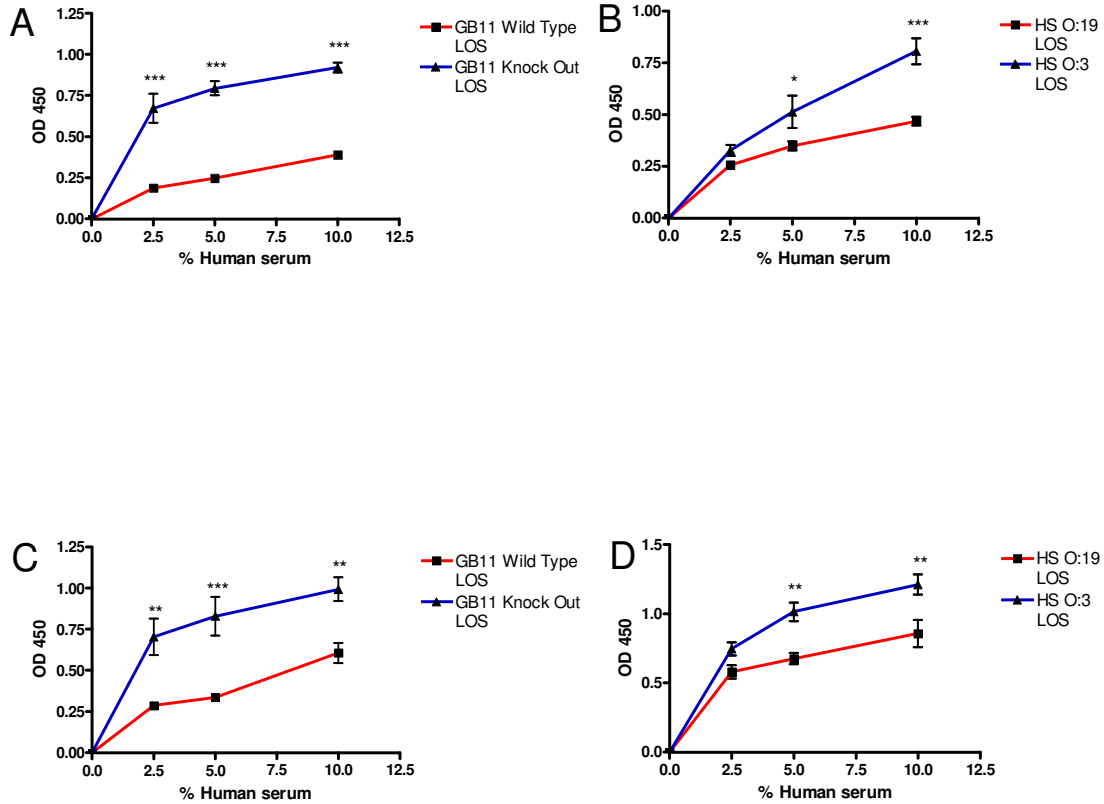 A
1.25
1.00
0.75
0.50
0.25
0.00
OD 450
***
***
***
0.0 2.5 5.0 7.5 10.0 12.5
% Human serum
GB11 Wild Type
LOS
GB11 Knock Out
LOS
B
1.00
0.75
0.50
0.25
0.00
OD 450
*
***
0.0 2.5 5.0 7.5 10.0 12.5
% Human serum
HS O:19
LOS
HS O:3
LOS
C
1.25
1.00
0.75
0.50
0.25
0.00
OD 450
**
***
**
0.0 2.5 5.0 7.5 10.0 12.5
% Human serum
GB11 Wild Type
LOS
GB11 Knock Out
LOS
D
1.5
1.0
0.5
0.0
OD 450
**
**
0.0 2.5 5.0 7.5 10.0 12.5
% Human serum
HS O:19
LOS
HS O:3
LOS